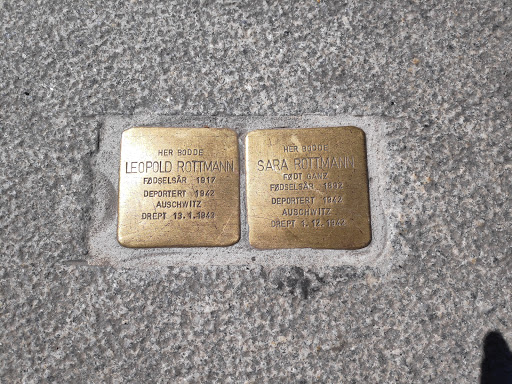 HER BODDE
LEOPOLD ROTTMANN
FØDSELSÅR 1917
DEPORTERT 1942
AUSCHWITZ
DREPT 13.1.1943
HER BODDE
SARA ROTTMANN
FØDT GANZ
FØDSELSÅR 1892
DEPORTERT 1942
AUSCHWITZ
DREPT 1.12.1942